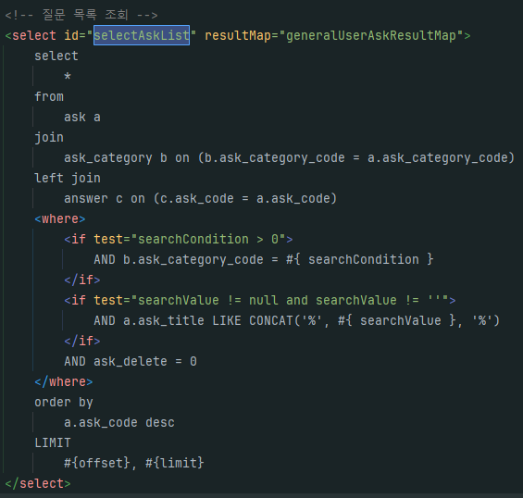 <!-- 질문 목록 조회 -->
<select id="selectAskList" resultMap="generalUserAskResultMap">
    select
        *
    from
        ask a
    join
        ask_category b on (b.ask_category_code = a.ask_category_code)
    left join
        answer c on (c.ask_code = a.ask_code)
    <where>
        <if test="searchCondition > 0">
            AND b.ask_category_code = #{ searchCondition }
        </if>
        <if test="searchValue != null and searchValue != ''">
            AND a.ask_title LIKE CONCAT('%', #{ searchValue }, '%')
        </if>
        AND ask_delete = 0
    </where>
    order by
        a.ask_code desc
    LIMIT
        #{offset}, #{limit}
</select>